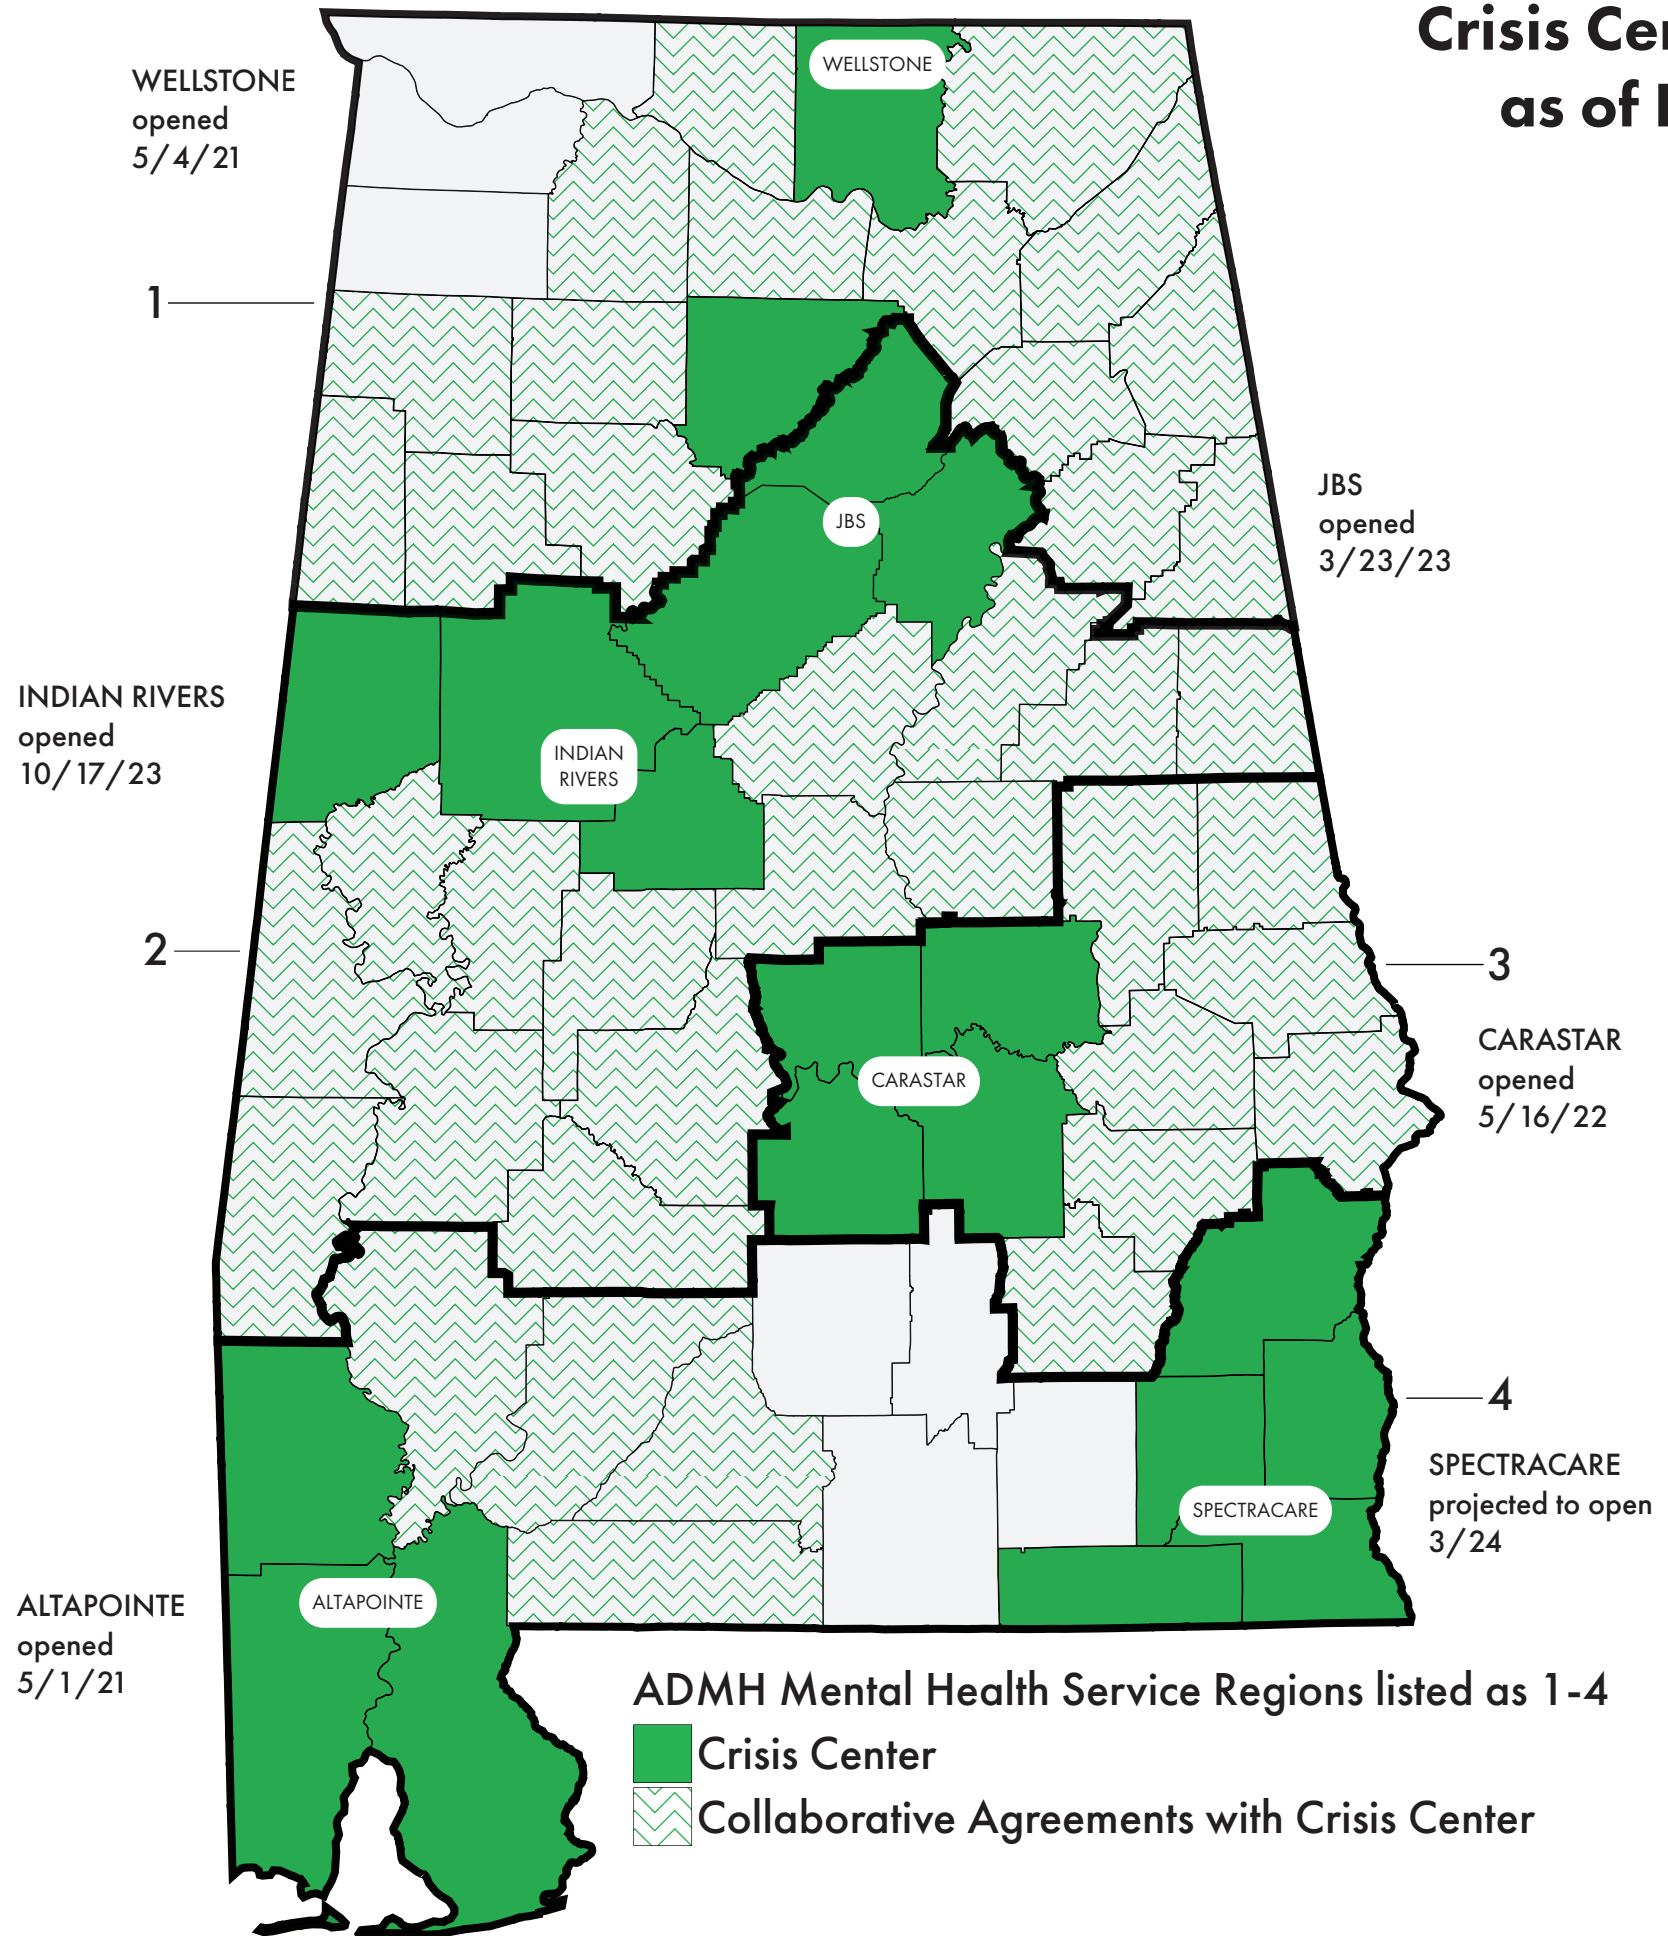 Crisis
as of
WELLSTONE
opened
5/4/21
WELLSTONE
1
JBS
opened
3/23/23
JBS
INDIAN RIVERS
opened
10/17/23
INDIAN
RIVERS
2
3
CARASTAR
opened
5/16/22
CARASTAR
4
SPECTRACARE
projected to open
3/24
SPECTRACARE
ALTAPOINTE
opened
5/1/21
ALTAPOINTE
ADMH Mental Health Service Regions listed as 1-4
Crisis Center
Collaborative Agreements with Crisis Center